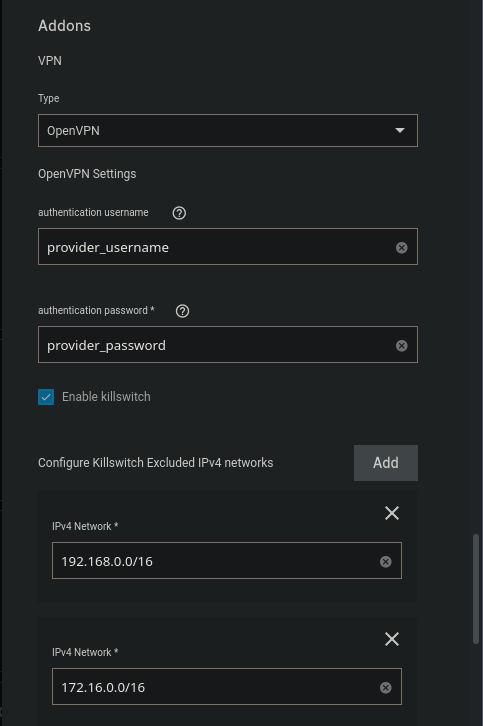 Addons
VPN
Type
OpenVPN
OpenVPN Settings
authentication username
provider_username
authentication password *
provider_password
Enable killswitch
Configure Killswitch Excluded IPv4 networks
Add
IPv4 Network *
192.168.0.0/16
IPv4 Network *
172.16.0.0/16